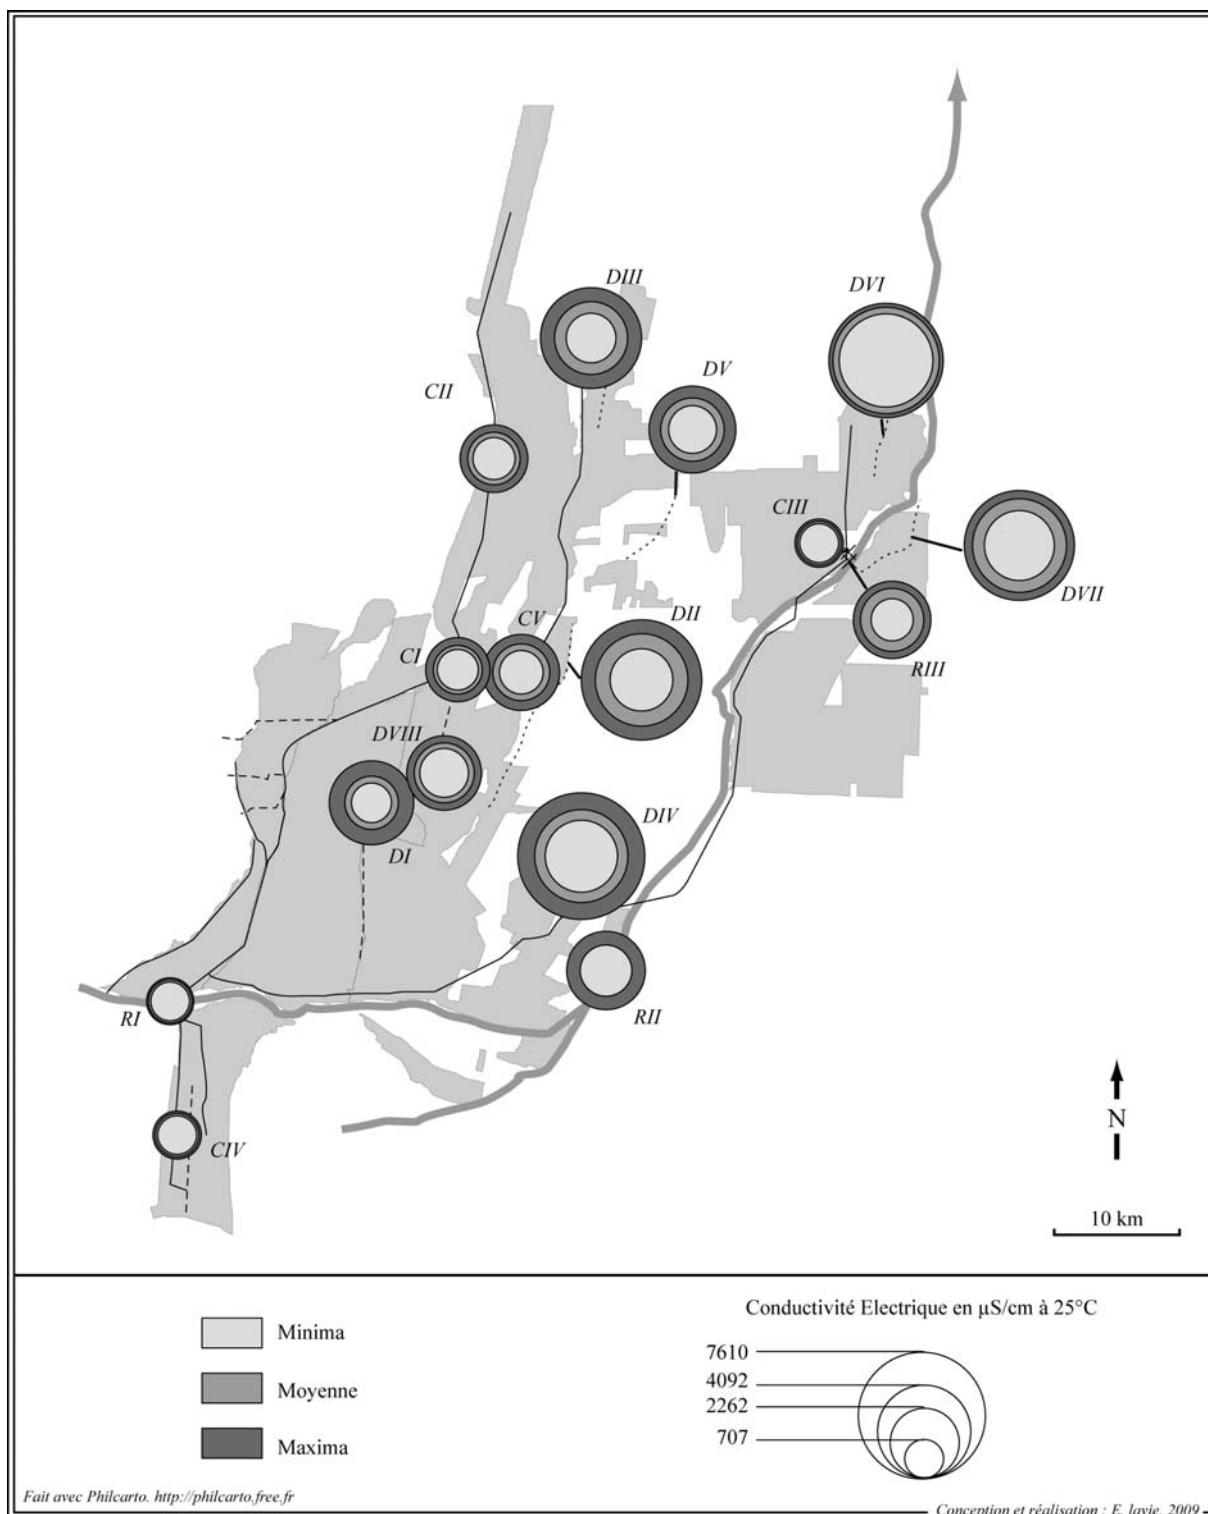 DIII
DVI
DV
CII
CIII
DVII
CV
DII
CI
RIII
DVIII
DIV
DI
RII
RI
CIV
N
10 km
Conductivité Electrique en µS/cm à 25°C
Minima
7610
4092
Moyenne
2262
707
Maxima
Fait avec Philcarto. http://philcarto.free.fr
Conception et réalisation : E. lavie, 2009